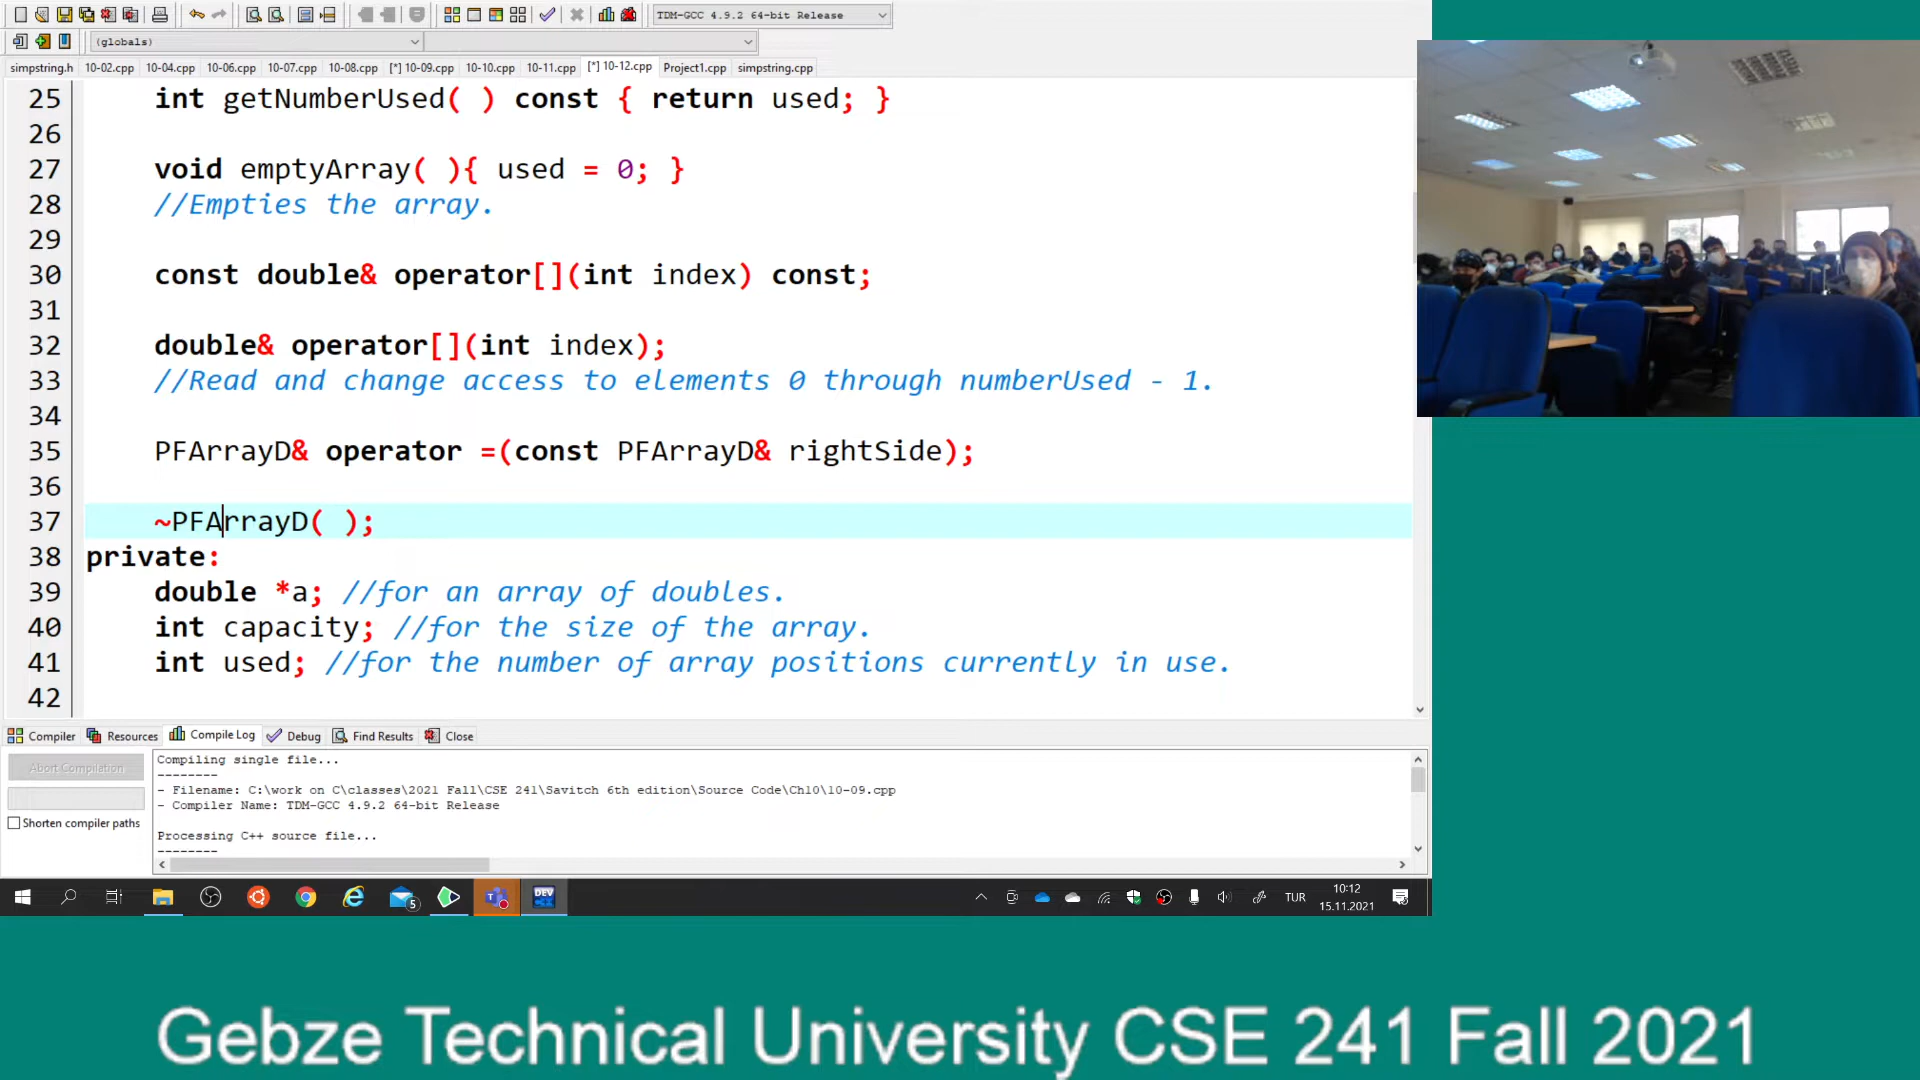 TDM-GCC 4.9.2 64-bit Release
(globals)
simpstring.h 10-02.cpp 10-04.cpp 10-06.cpp 10-07.cpp 10-08.cpp [*] 10-09.cpp 10-10.cpp 10-11.cpp [*] 10-12.cpp Project1.cpp simpstring.cpp
25 int getNumberUsed( ) const { return used; }
26
27 void emptyArray( ){ used = 0; }
28 //Empties the array.
29
30 const double& operator[](int index) const;
31
32 double& operator[](int index);
33 //Read and change access to elements 0 through numberUsed - 1.
34
35 PFArrayD& operator =(const PFArrayD& rightSide);
36
37 ~PFArrayD( );
38 private:
39 double *a; //for an array of doubles.
40 int capacity; //for the size of the array.
41 int used; //for the number of array positions currently in use.
42
Compiler Resources Compile Log Debug Find Results Close
Abort Compilation
Shorten compiler paths
Compiling single file...
--------
- Filename: C:\work on C\classes\2021 Fall\CSE 241\Savitch 6th edition\Source Code\Ch10\10-09.cpp
- Compiler Name: TDM-GCC 4.9.2 64-bit Release
Processing C++ source file...
--------
5
DEV
TUR
10:12
15.11.2021
Gebze Technical University CSE 241 Fall 2021